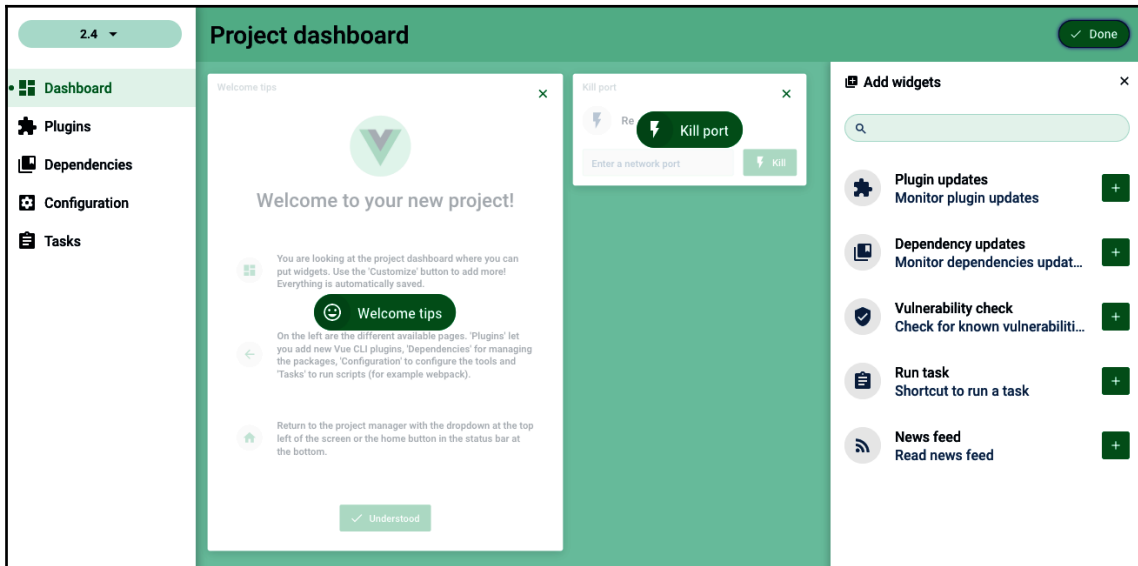 2.4
Project dashboard
Done
Dashboard
Plugins
Dependencies
Configuration
Tasks
Welcome tips
Welcome to your new project!
You are looking at the project dashboard where you can
put widgets. Use the 'Customize' button to add more!
Everything is automatically saved.
Welcome tips
On the left are the different available pages. 'Plugins' let
you add new Vue CLI plugins, 'Dependencies' for managing
the packages, 'Configuration' to configure the tools and
'Tasks' to run scripts (for example webpack).
Return to the project manager with the dropdown at the top
left of the screen or the home button in the status bar at
the bottom.
Understood
Kill port
Re
Kill port
Enter a network port
Kill
Add widgets
Plugin updates
Monitor plugin updates
Dependency updates
Monitor dependencies updat...
Vulnerability check
Check for known vulnerabiliti...
Run task
Shortcut to run a task
News feed
Read news feed